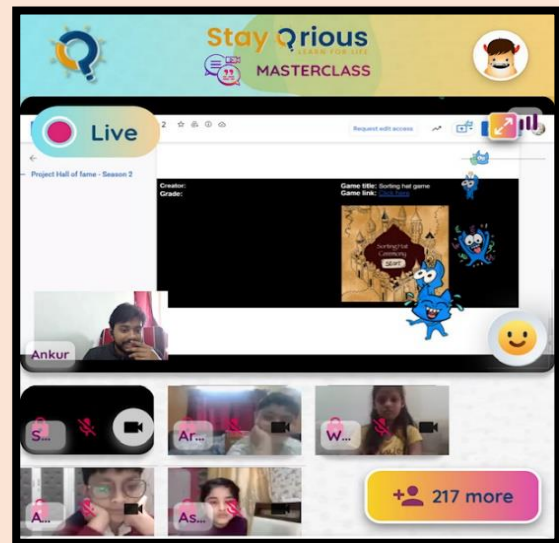 Stay Qrious
LEARN FOR LIFE
MASTERCLASS
Live
2
Request edit access
Project Hall of fame - Season 2
Creator:
Grade:
Game title: Sorting hat game
Game link: Click here
Sorting Hat
Ceremony
Start
Ankur
S...
Ar...
W...
A...
As...
217 more